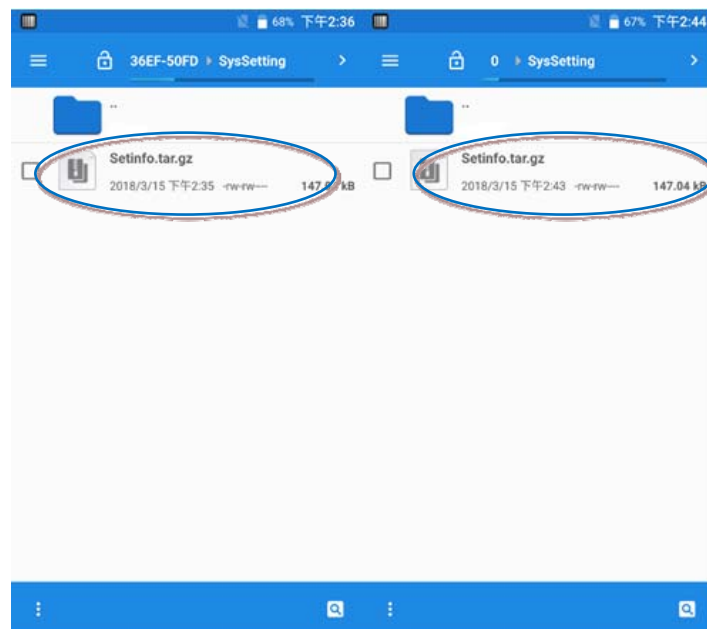 68% 下午2:36
36EF-50FD SysSetting
..
Setinfo.tar.gz
2018/3/15 下午2:35 -rw-rw----
kB
67% 下午2:44
0 SysSetting
..
Setinfo.tar.gz
2018/3/15 下午2:43 -rw-rw----
147.04 kB